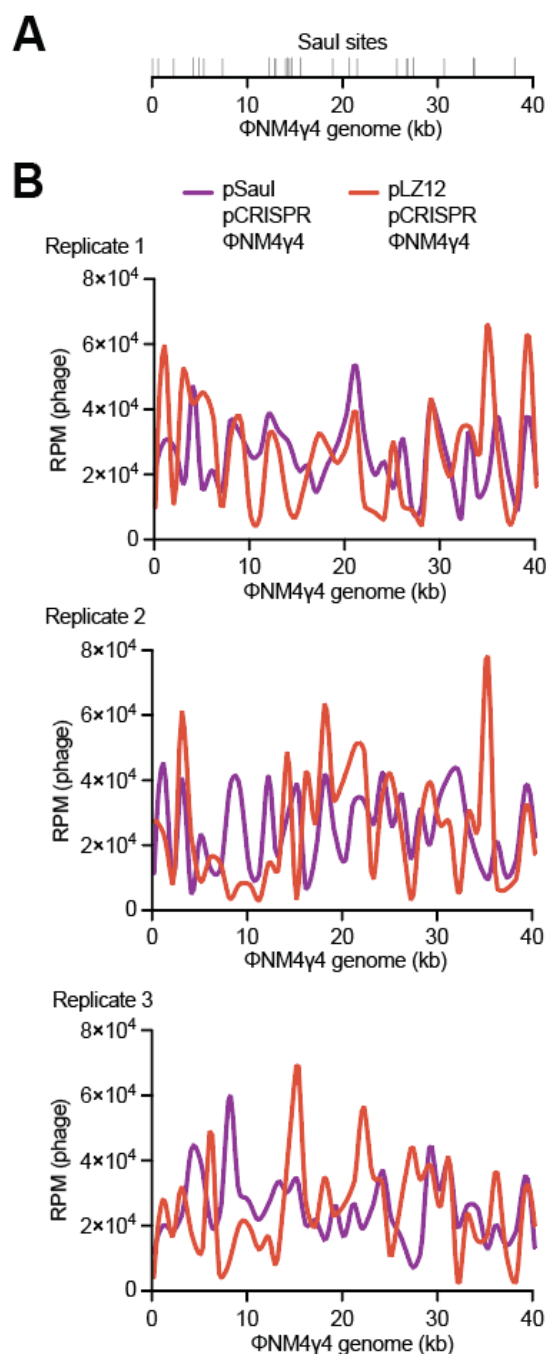 A
SauI sites
0 10 20 30 40
ΦNM4γ4 genome (kb)
B
pSauI
pCRISPR
ΦNM4γ4
pLZ12
pCRISPR
ΦNM4γ4
Replicate 1
8×10⁴
6×10⁴
4×10⁴
2×10⁴
0
RPM (phage)
0 10 20 30 40
ΦNM4γ4 genome (kb)
Replicate 2
8×10⁴
6×10⁴
4×10⁴
2×10⁴
0
RPM (phage)
0 10 20 30 40
ΦNM4γ4 genome (kb)
Replicate 3
8×10⁴
6×10⁴
4×10⁴
2×10⁴
0
RPM (phage)
0 10 20 30 40
ΦNM4γ4 genome (kb)